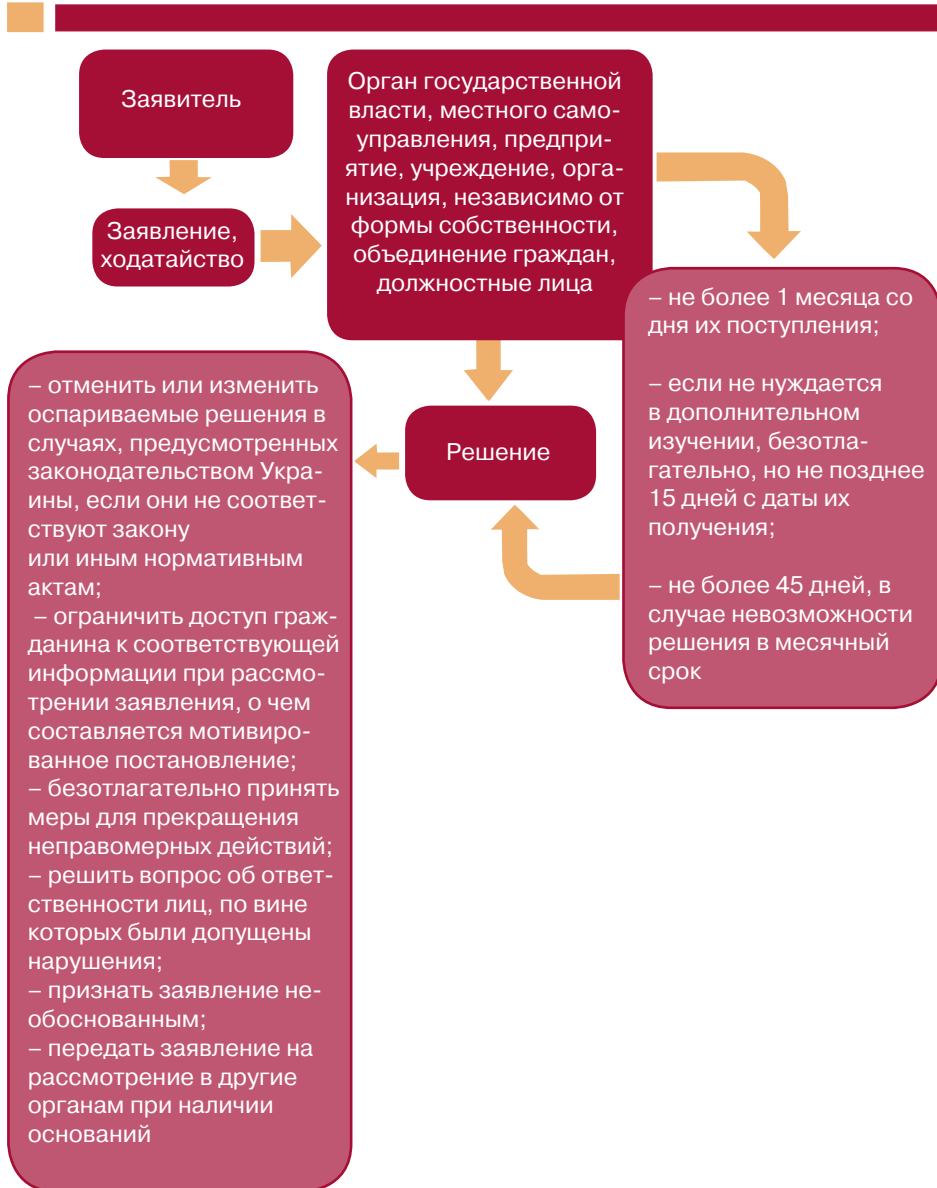 Заявитель
Заявление,
ходатайство
Орган государственной
власти, местного само-
управления, предпри-
ятие, учреждение, орга-
низация, независимо от
формы собственности,
объединение граждан,
должностные лица
– не более 1 месяца со
дня их поступления;
– если не нуждается
в дополнительном
изучении, безотла-
гательно, но не позднее
15 дней с даты их
получения;
– не более 45 дней, в
случае невозможности
решения в месячный
срок
Решение
– отменить или изменить
оспариваемые решения в
случаях, предусмотренных
законодательством Укра-
ины, если они не соответ-
ствуют закону
или иным нормативным
актам;
– ограничить доступ граж-
данина к соответствующей
информации при рассмо-
трении заявления, о чем
составляется мотивиро-
ванное постановление;
– безотлагательно принять
меры для прекращения
неправомерных действий;
– решить вопрос об ответ-
ственности лиц, по вине
которых были допущены
нарушения;
– признать заявление не-
обоснованным;
– передать заявление на
рассмотрение в другие
органам при наличии
оснований